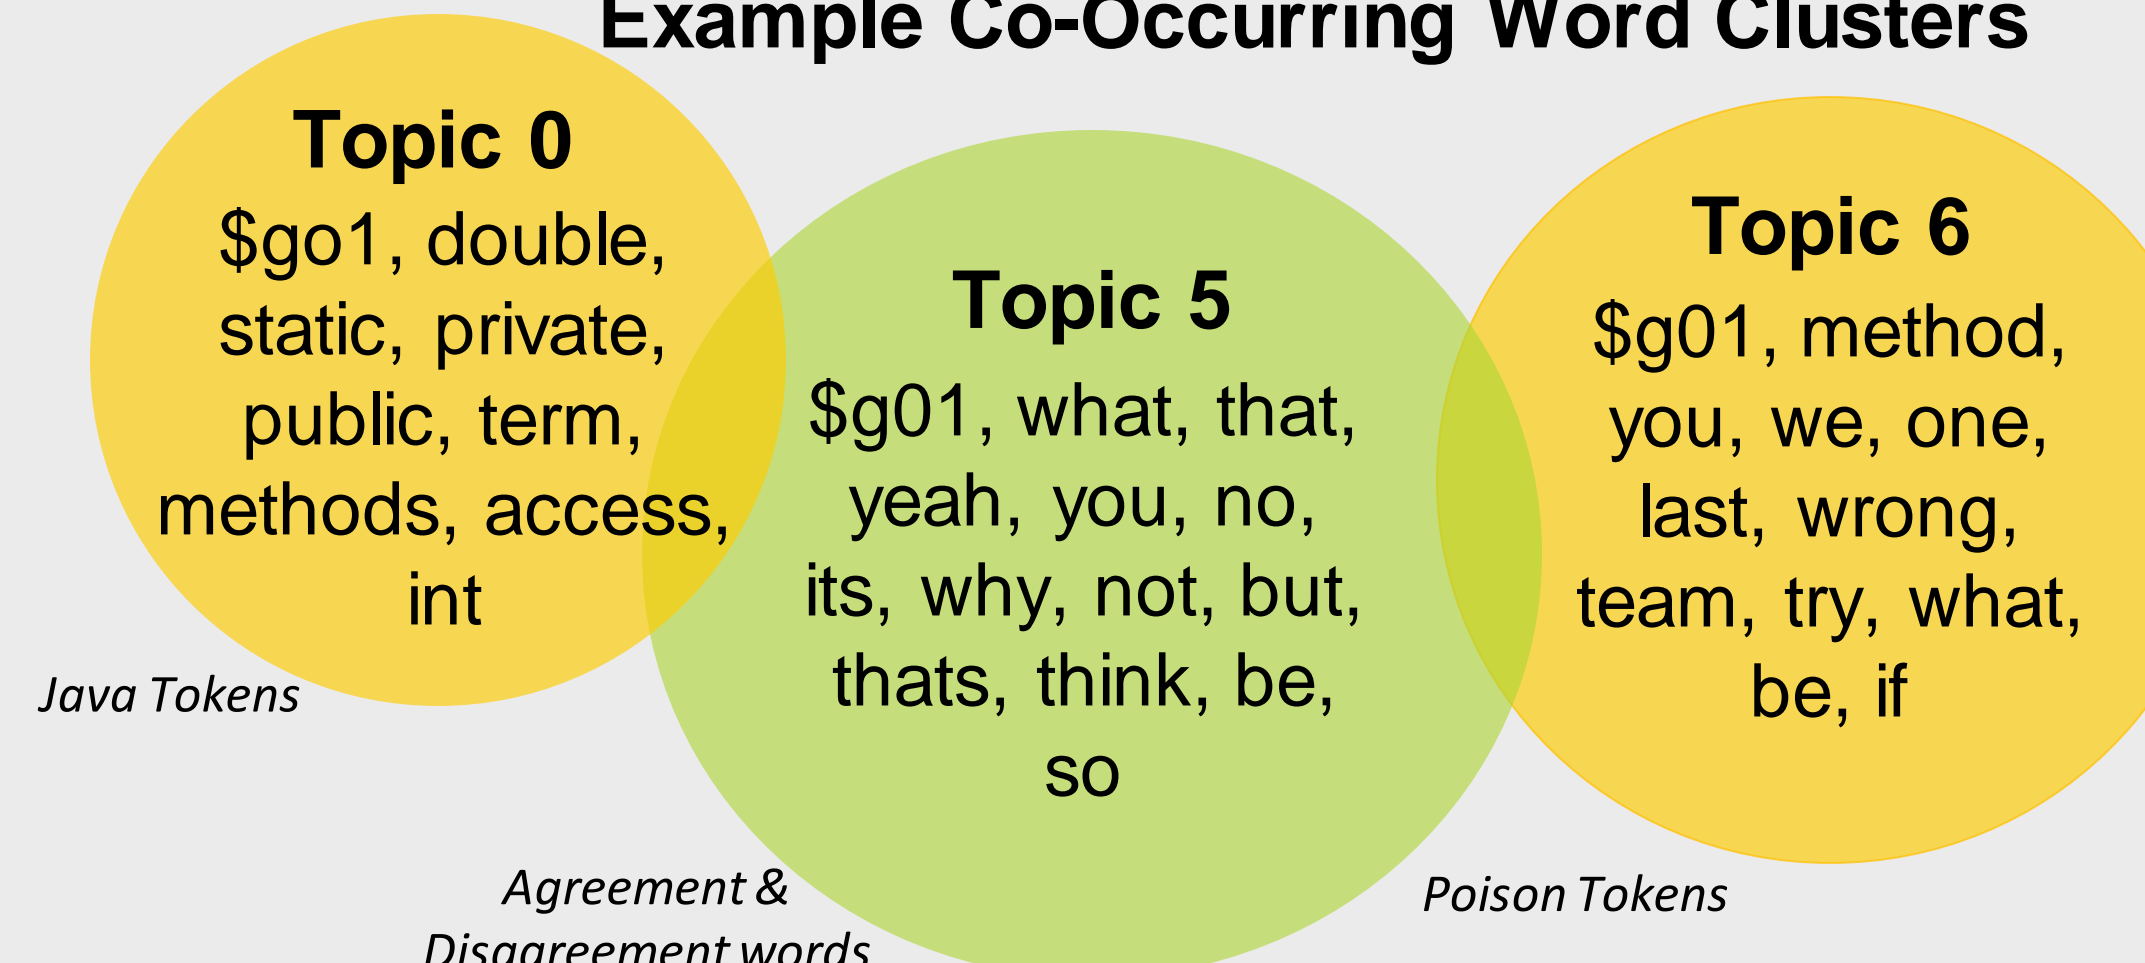 Example Co-Occurring Word Clusters
Topic 0
$go1, double,
static, private,
public, term,
methods, access,
int
Java Tokens
Topic 5
$g01, what, that,
yeah, you, no,
its, why, not, but,
thats, think, be,
so
Agreement &
Disagreement words
Topic 6
$g01, method,
you, we, one,
last, wrong,
team, try, what,
be, if
Poison Tokens